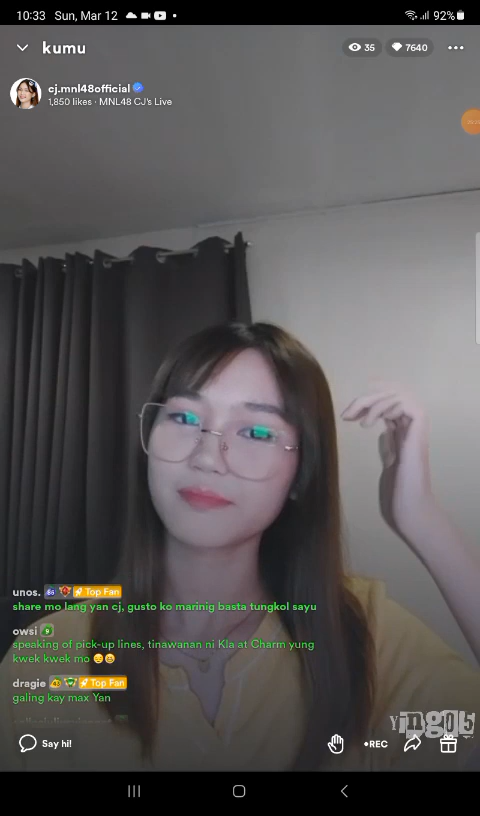 10:33 Sun, Mar 12 • 92%
kumu 35 7640
cj.mnl48official
1,850 likes · MNL48 CJ's Live
unos. Top Fan
share mo lang yan cj, gusto ko marinig basta tungkol sayu
owsi 9
speaking of pick-up lines, tinawanan ni Kla at Charm yung
kwek kwek mo 😔😂
dragie Top Fan
galing kay max Yan
Say hi! •REC
Yingo15